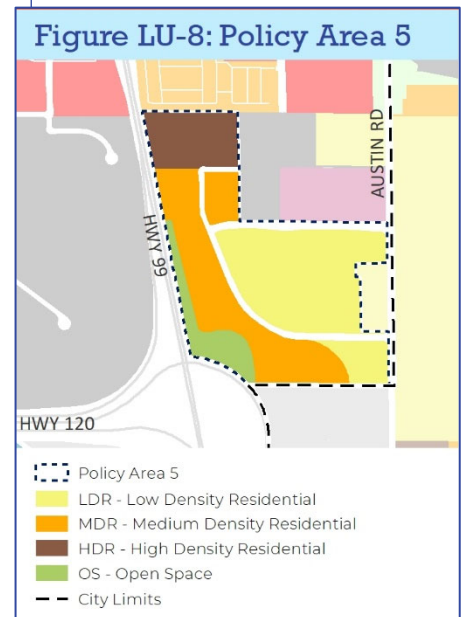 Figure LU-8: Policy Area 5
AUSTIN RD
HWY 99
HWY 120
Policy Area 5
LDR - Low Density Residential
MDR - Medium Density Residential
HDR - High Density Residential
OS - Open Space
City Limits